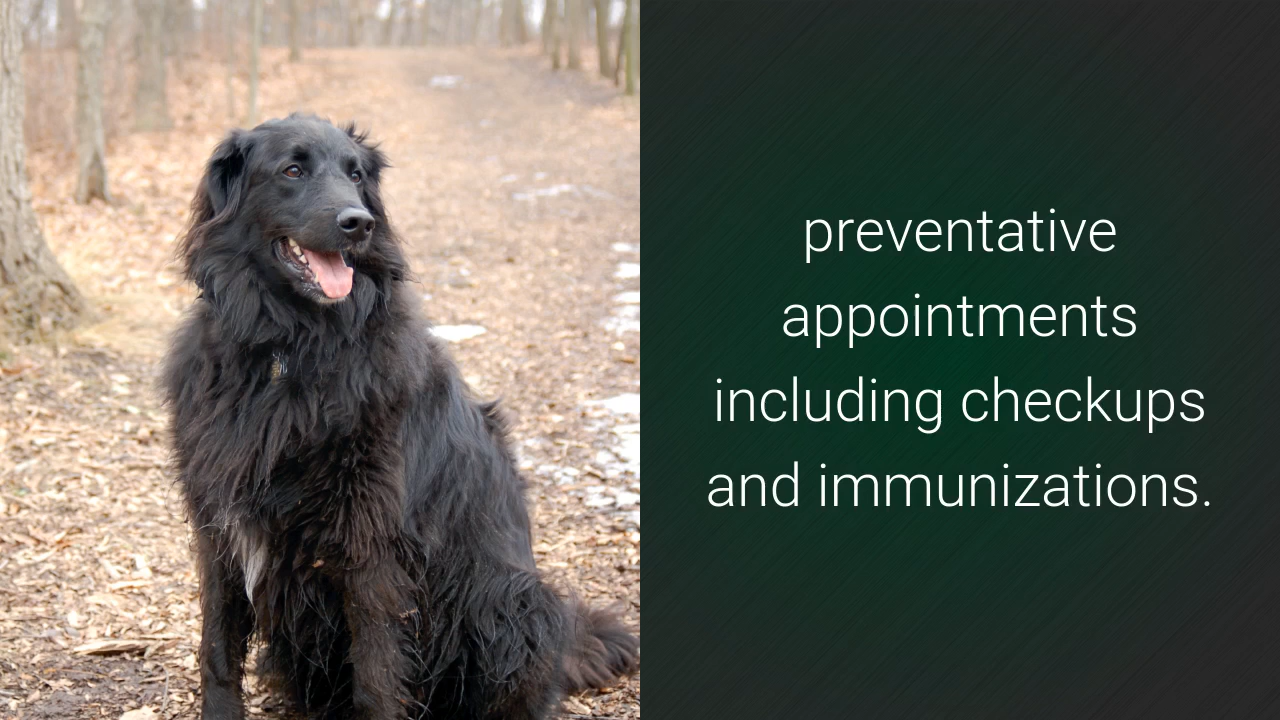 preventative
appointments
including checkups
and immunizations.